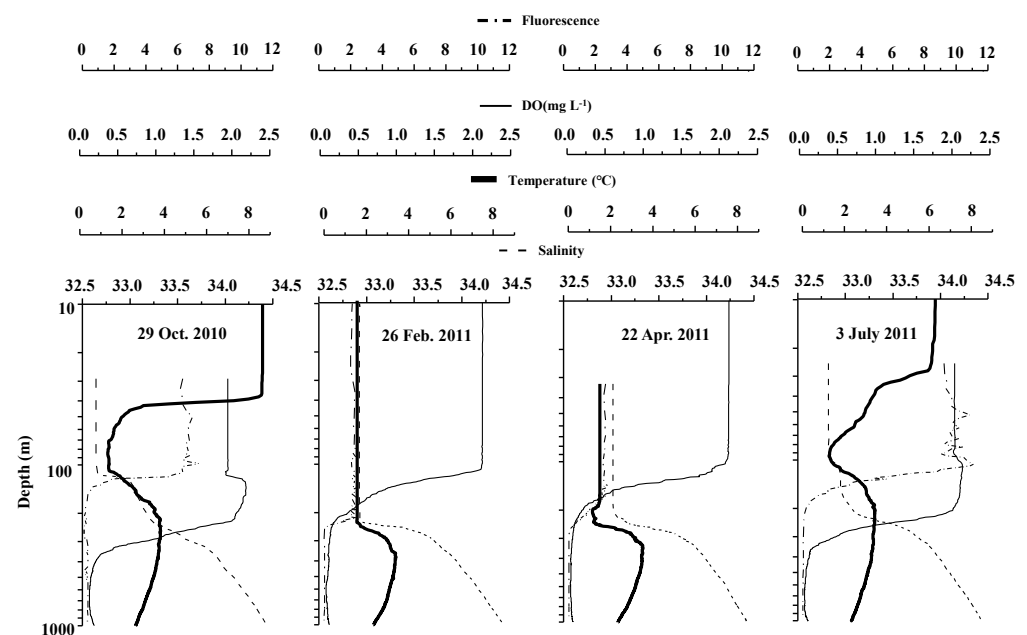 Fluorescence
0 2 4 6 8 10 12 0 2 4 6 8 10 12 0 2 4 6 8 10 12 0 2 4 6 8 10 12
DO(mg L-1)
0.0 0.5 1.0 1.5 2.0 2.5 0.0 0.5 1.0 1.5 2.0 2.5 0.0 0.5 1.0 1.5 2.0 2.5 0.0 0.5 1.0 1.5 2.0 2.5
Temperature (°C)
0 2 4 6 8 0 2 4 6 8 0 2 4 6 8 0 2 4 6 8
Salinity
32.5 33.0 33.5 34.0 34.5 32.5 33.0 33.5 34.0 34.5 32.5 33.0 33.5 34.0 34.5 32.5 33.0 33.5 34.0 34.5
10
29 Oct. 2010 26 Feb. 2011 22 Apr. 2011 3 July 2011
Depth (m)
100
1000